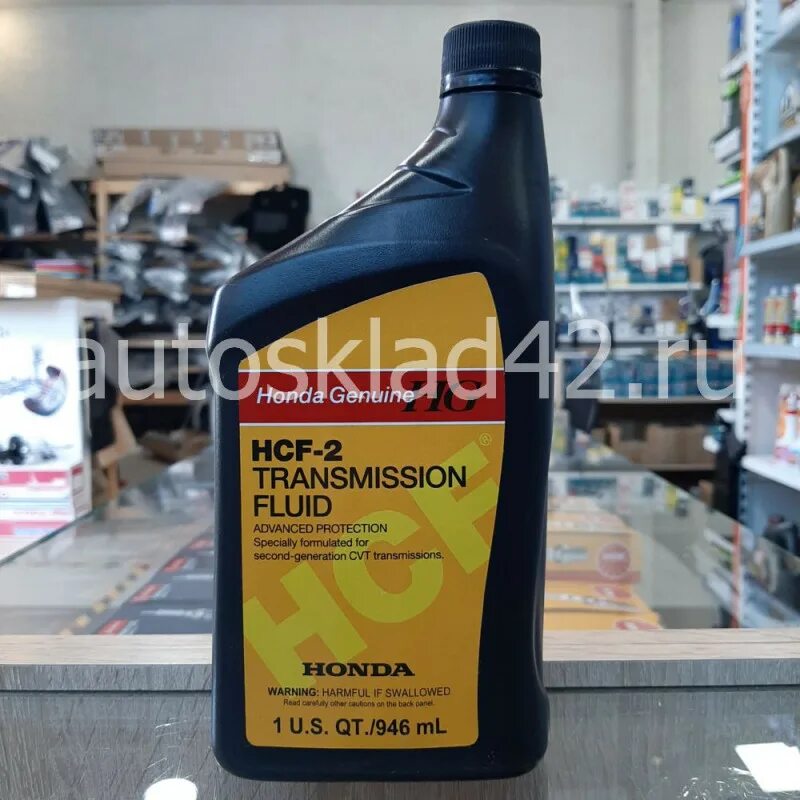 autosklad42.ru
Honda Genuine HG
HCF-2
TRANSMISSION
FLUID
ADVANCED PROTECTION
Specially formulated for
second-generation CVT transmissions.
HCF®
HONDA
WARNING: HARMFUL IF SWALLOWED
Read carefully other cautions on the back panel.
1 U.S. QT./946 mL